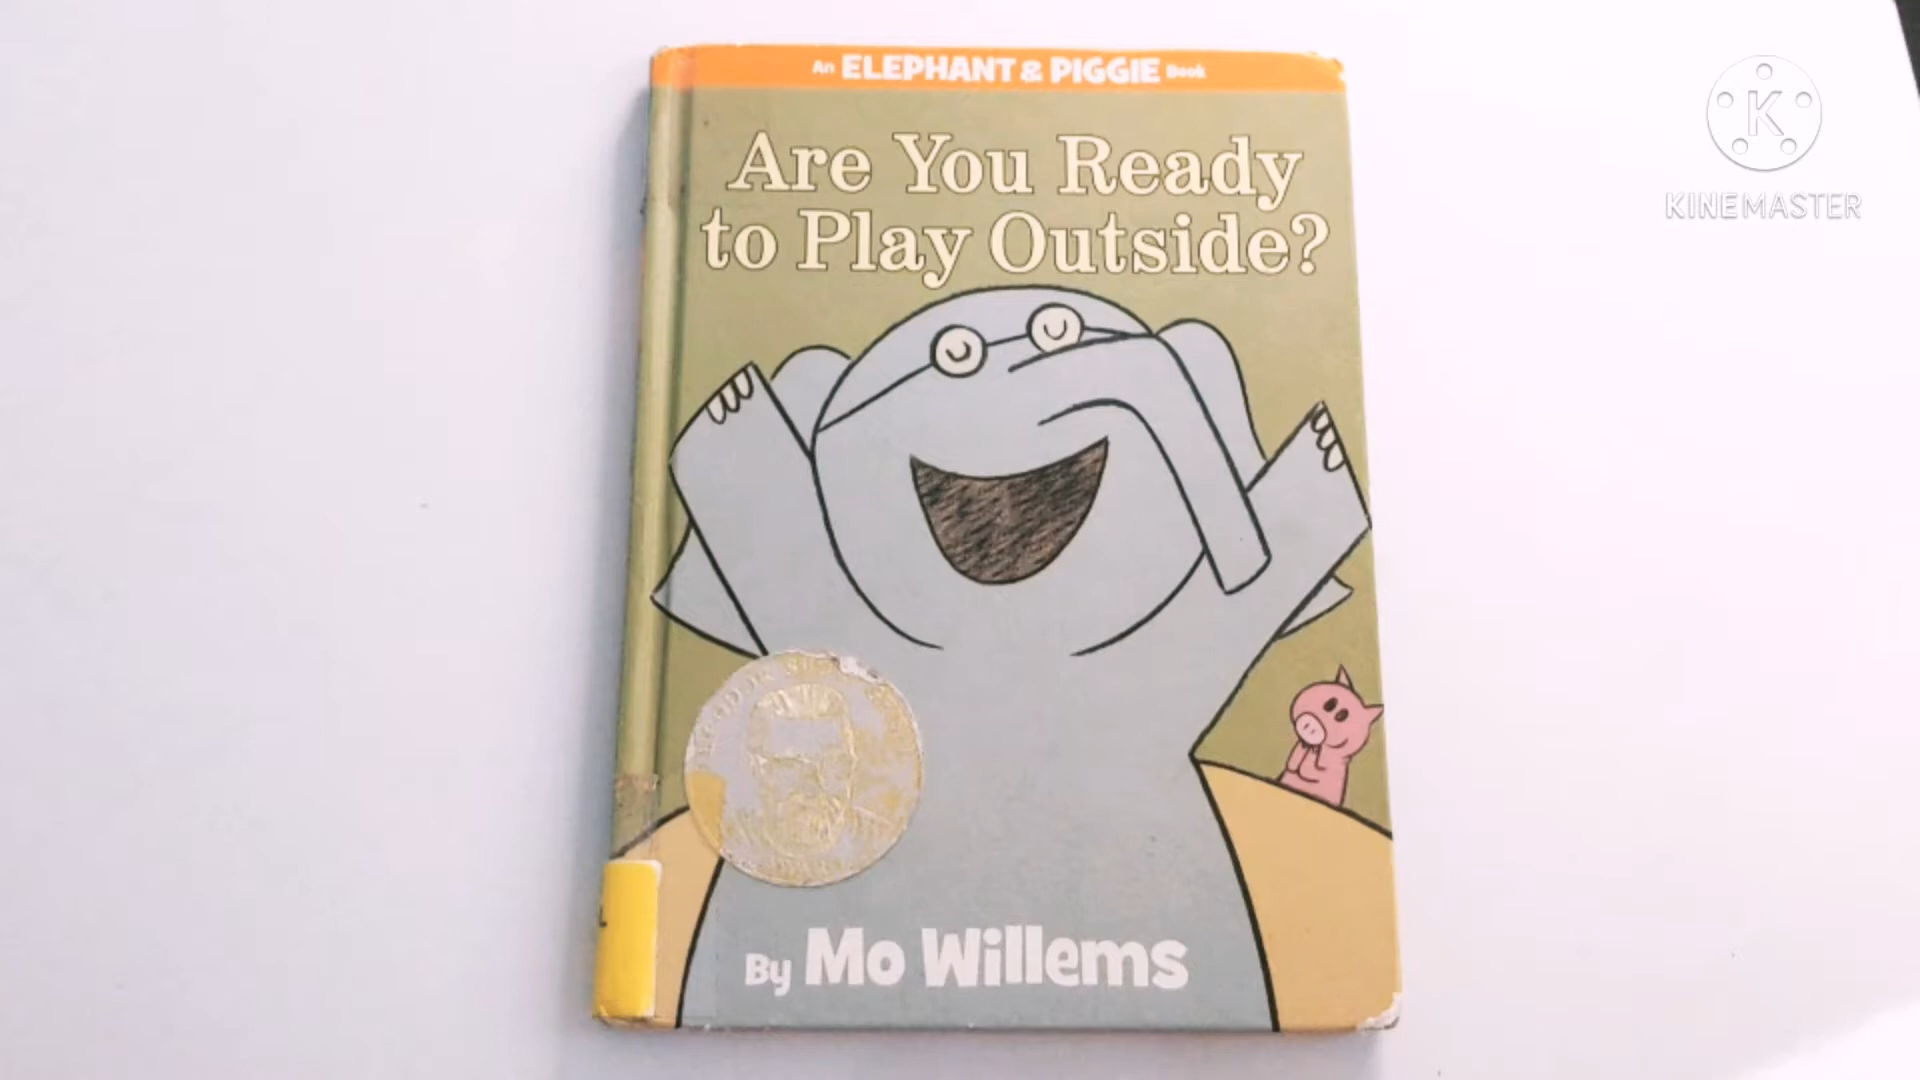 An ELEPHANT & PIGGIE Book
Are You Ready
to Play Outside?
By Mo Willems
K
KINEMASTER
L